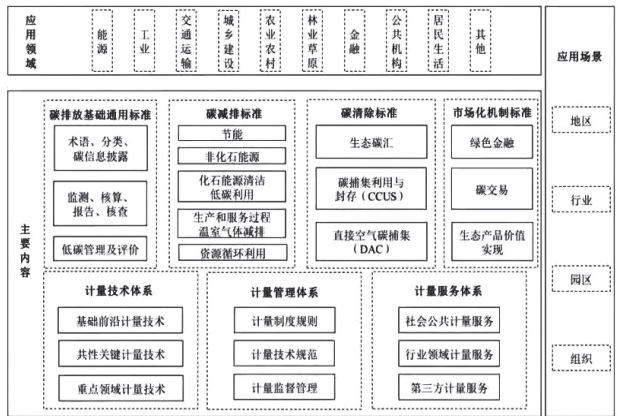 应用领域
能源
工业
交通运输
城乡建设
农业农村
林业草原
金融
公共机构
居民生活
其他
应用场景
地区
行业
园区
组织
主要内容
碳排放基础通用标准
术语、分类、
碳信息披露
监测、核算、
报告、核查
低碳管理及评价
碳减排标准
节能
非化石能源
化石能源清洁
低碳利用
生产和服务过程
温室气体减排
资源循环利用
碳清除标准
生态碳汇
碳捕集利用与
封存（CCUS）
直接空气碳捕集
（DAC）
市场化机制标准
绿色金融
碳交易
生态产品价值
实现
计量技术体系
基础前沿计量技术
共性关键计量技术
重点领域计量技术
计量管理体系
计量制度规则
计量技术规范
计量监督管理
计量服务体系
社会公共计量服务
行业领域计量服务
第三方计量服务